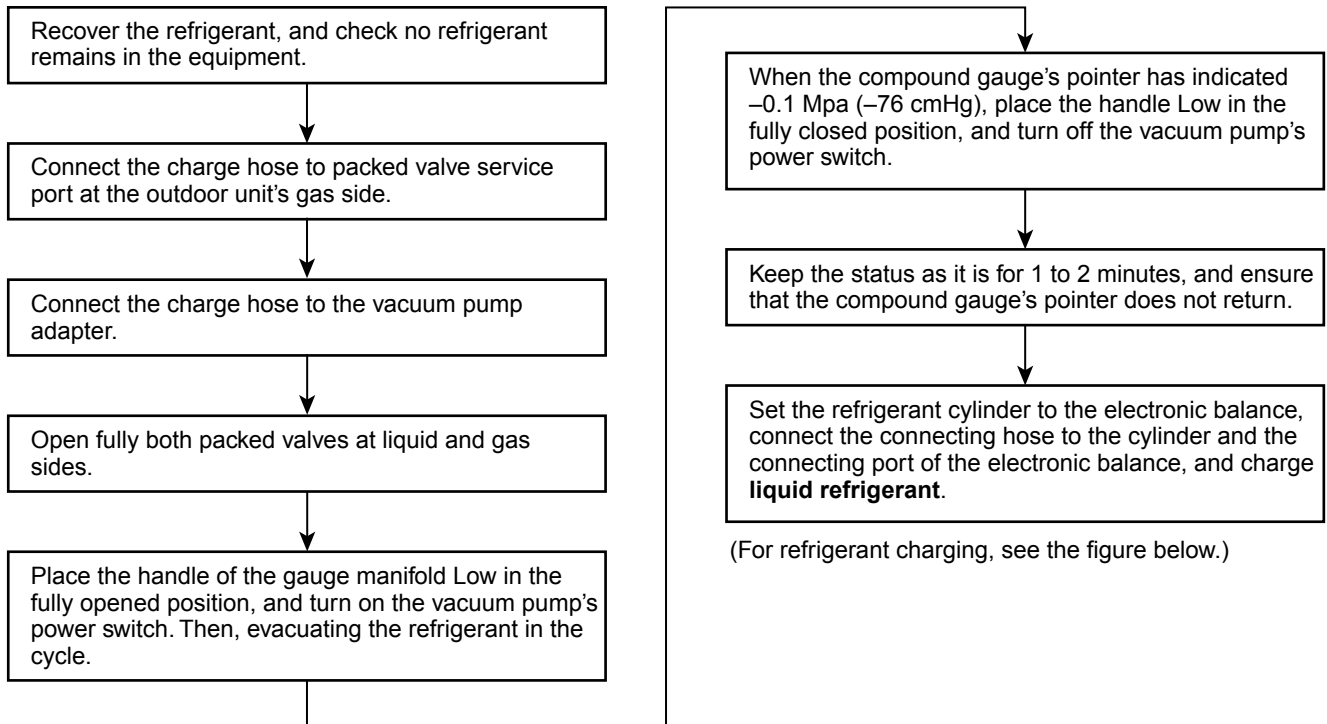 Recover the refrigerant, and check no refrigerant
remains in the equipment.
Connect the charge hose to packed valve service
port at the outdoor unit’s gas side.
Connect the charge hose to the vacuum pump
adapter.
Open fully both packed valves at liquid and gas
sides.
Place the handle of the gauge manifold Low in the
fully opened position, and turn on the vacuum pump’s
power switch. Then, evacuating the refrigerant in the
cycle.
When the compound gauge’s pointer has indicated
–0.1 Mpa (–76 cmHg), place the handle Low in the
fully closed position, and turn off the vacuum pump’s
power switch.
Keep the status as it is for 1 to 2 minutes, and ensure
that the compound gauge’s pointer does not return.
Set the refrigerant cylinder to the electronic balance,
connect the connecting hose to the cylinder and the
connecting port of the electronic balance, and charge
liquid refrigerant.
(For refrigerant charging, see the figure below.)